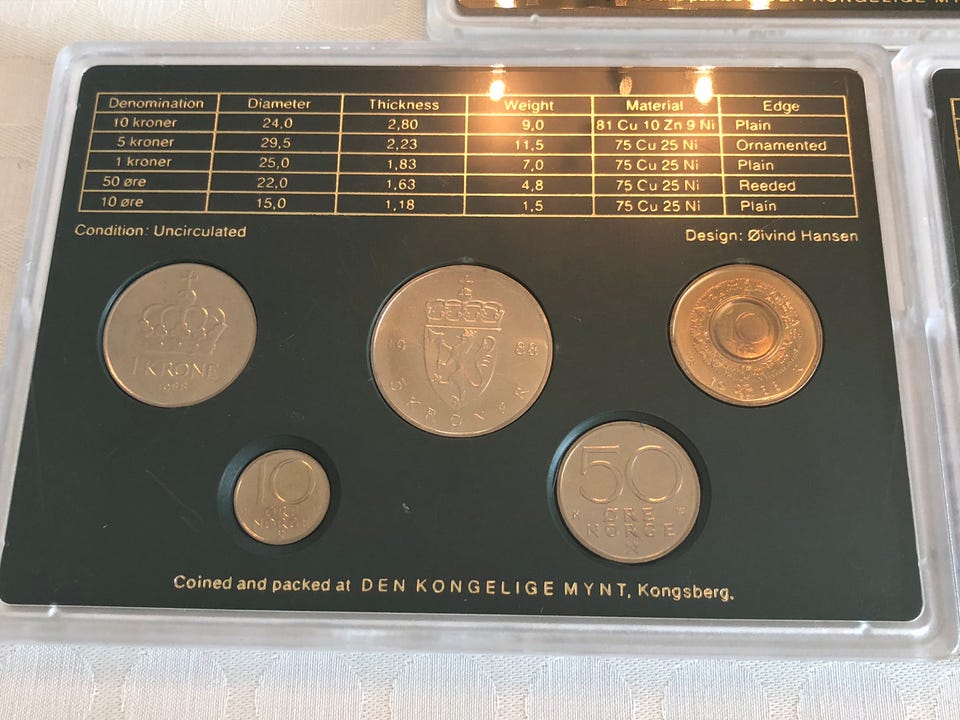 DEN KONGELIGE
Denomination Diameter Thickness Weight Material Edge
10 kroner 24,0 2,80 9,0 81 Cu 10 Zn 9 Ni Plain
5 kroner 29,5 2,23 11,5 75 Cu 25 Ni Ornamented
1 kroner 25,0 1,83 7,0 75 Cu 25 Ni Plain
50 øre 22,0 1,63 4,8 75 Cu 25 Ni Reeded
10 øre 15,0 1,18 1,5 75 Cu 25 Ni Plain
Condition: Uncirculated
Design: Øivind Hansen
1 KRONE
1988
1988
5 KRONER
10
ØRE
NORGE
50
ØRE
NORGE
Coined and packed at DEN KONGELIGE MYNT, Kongsberg.